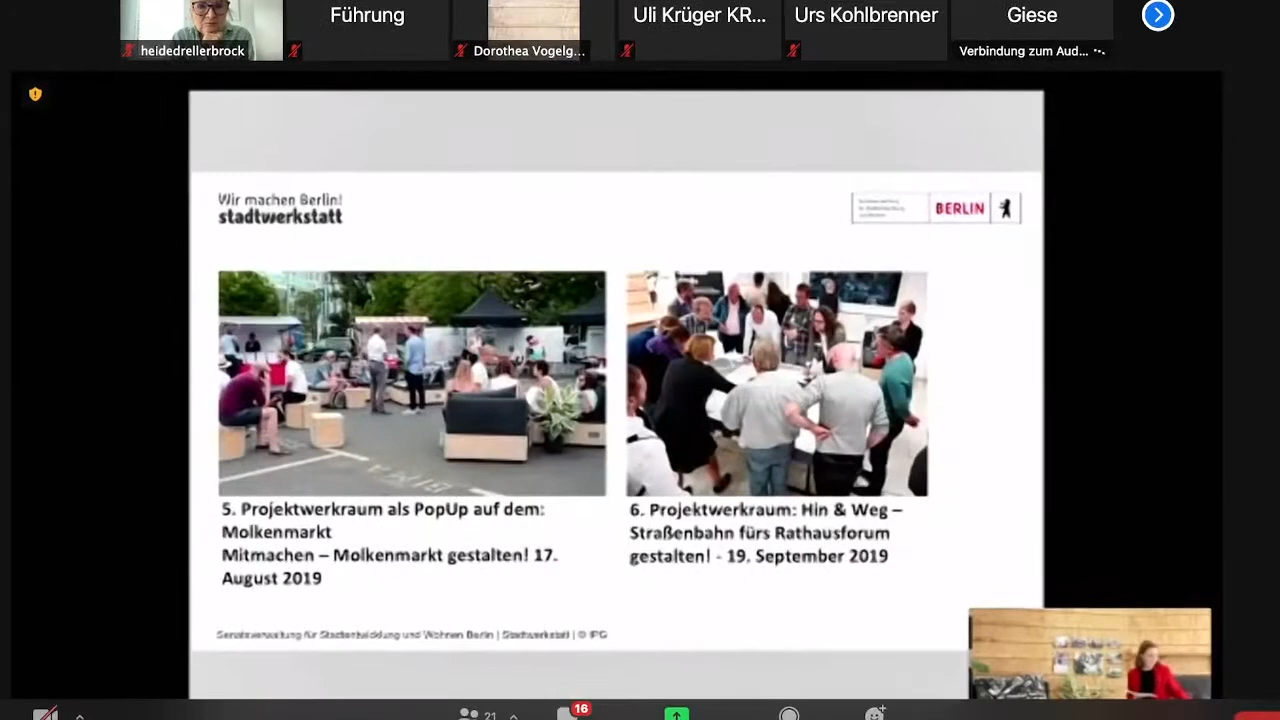 Führung
Uli Krüger KR...
Urs Kohlbrenner
Giese
heidedrellerbrock
Dorothea Vogelg...
Verbindung zum Aud...
Wir machen Berlin!
stadtwerkstatt
BERLIN
5. Projektwerkraum als PopUp auf dem:
Molkenmarkt
Mitmachen – Molkenmarkt gestalten! 17.
August 2019
6. Projektwerkraum: Hin & Weg –
Straßenbahn fürs Rathausforum
gestalten! - 19. September 2019
Senatsverwaltung für Stadtentwicklung und Wohnen Berlin | Stadtwerkstatt | © IPG
21
16